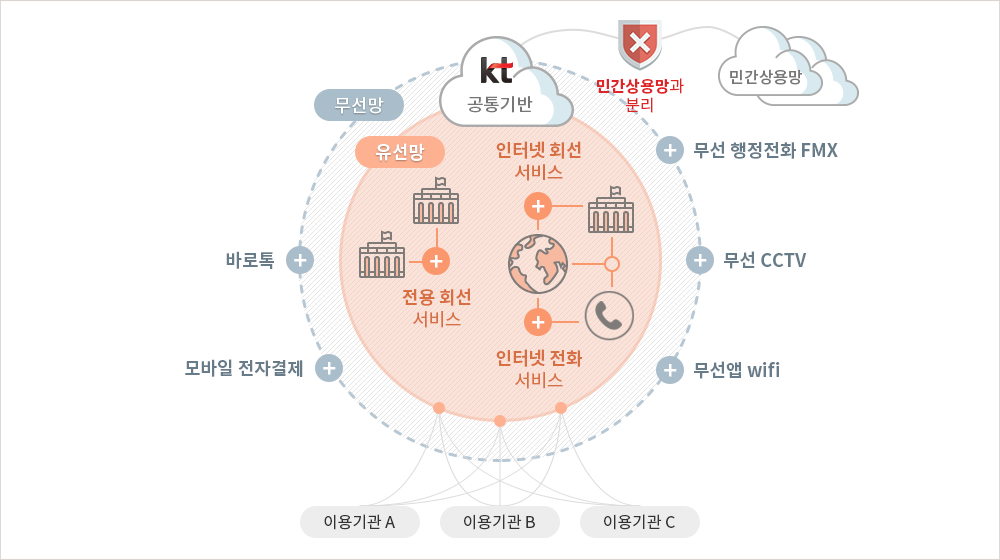 kt
공통기반
민간상용망과
분리
민간상용망
무선망
유선망
인터넷 회선
서비스
무선 행정전화 FMX
바로톡
무선 CCTV
전용 회선
서비스
인터넷 전화
서비스
모바일 전자결제
무선앱 wifi
이용기관 A
이용기관 B
이용기관 C